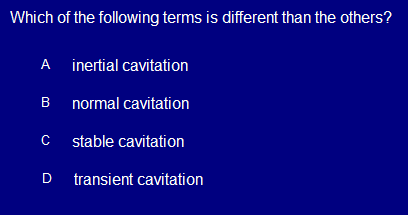 Which of the following terms is different than the others?
A inertial cavitation
B normal cavitation
C stable cavitation
D transient cavitation